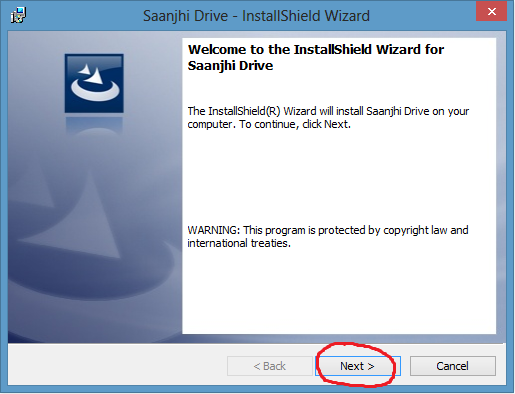 Saanjhi Drive - InstallShield Wizard
Welcome to the InstallShield Wizard for
Saanjhi Drive
The InstallShield(R) Wizard will install Saanjhi Drive on your
computer. To continue, click Next.
WARNING: This program is protected by copyright law and
international treaties.
< Back
Next >
Cancel